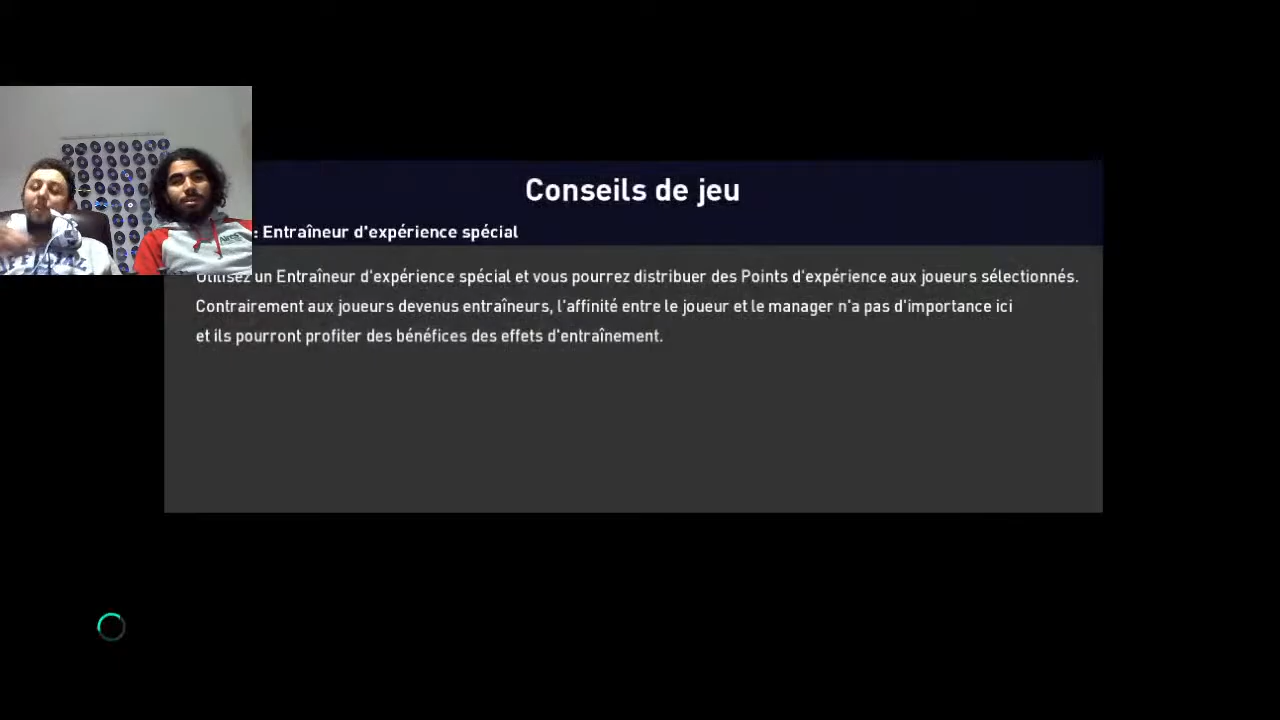 Conseils de jeu
: Entraîneur d'expérience spécial
Utilisez un Entraîneur d'expérience spécial et vous pourrez distribuer des Points d'expérience aux joueurs sélectionnés.
Contrairement aux joueurs devenus entraîneurs, l'affinité entre le joueur et le manager n'a pas d'importance ici
et ils pourront profiter des bénéfices des effets d'entraînement.
OFFICIAL